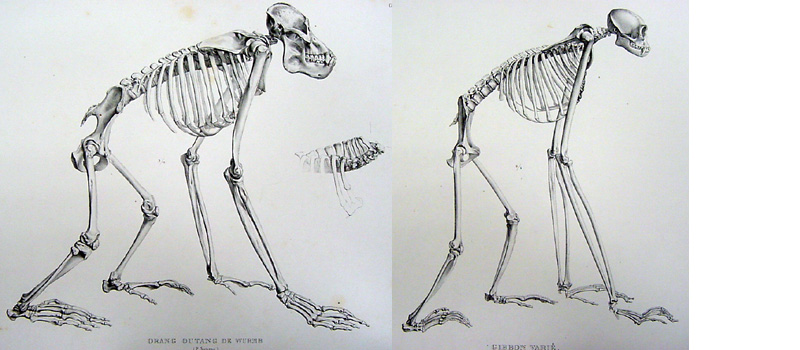 ORANG OUTANG DE WURMB
GIBBON VARIÉ.